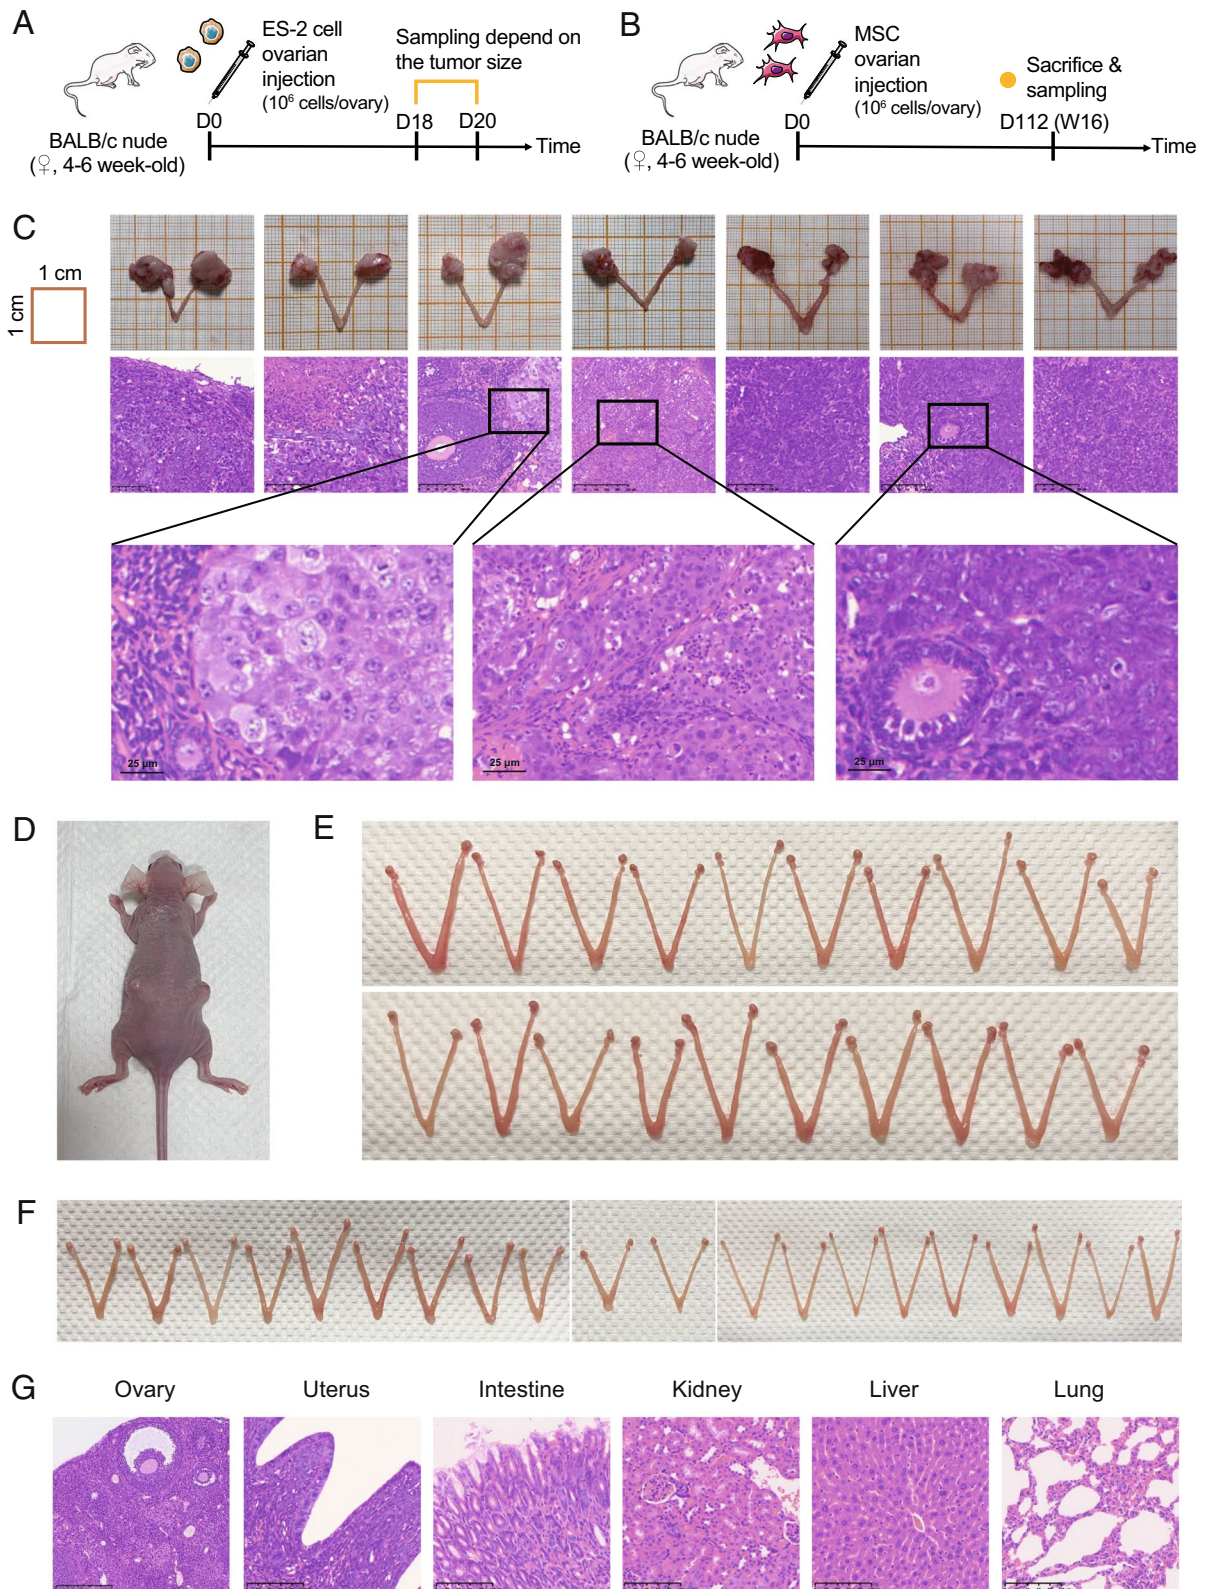 A
ES-2 cell
ovarian
injection
(10⁶ cells/ovary)
Sampling depend on
the tumor size
D0
D18
D20
Time
BALB/c nude
(♀, 4-6 week-old)
B
MSC
ovarian
injection
(10⁶ cells/ovary)
Sacrifice &
sampling
D0
D112 (W16)
Time
BALB/c nude
(♀, 4-6 week-old)
C
1 cm
1 cm
25 µm
25 µm
25 µm
D
E
F
G
Ovary
Uterus
Intestine
Kidney
Liver
Lung